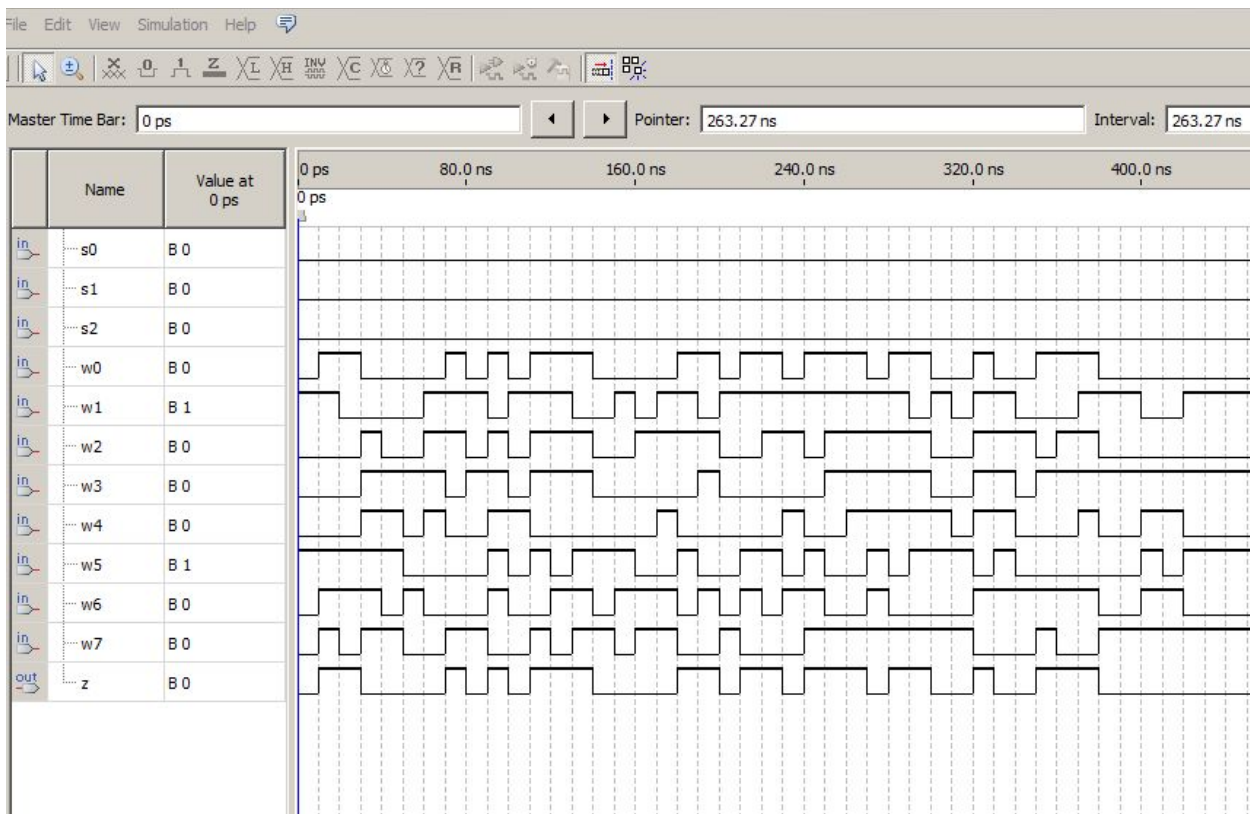 File Edit View Simulation Help
Master Time Bar: 0 ps Pointer: 263.27 ns Interval: 263.27 ns
Name Value at 0 ps 0 ps 80.0 ns 160.0 ns 240.0 ns 320.0 ns 400.0 ns
0 ps
in s0 B 0
in s1 B 0
in s2 B 0
in w0 B 0
in w1 B 1
in w2 B 0
in w3 B 0
in w4 B 0
in w5 B 1
in w6 B 0
in w7 B 0
out z B 0